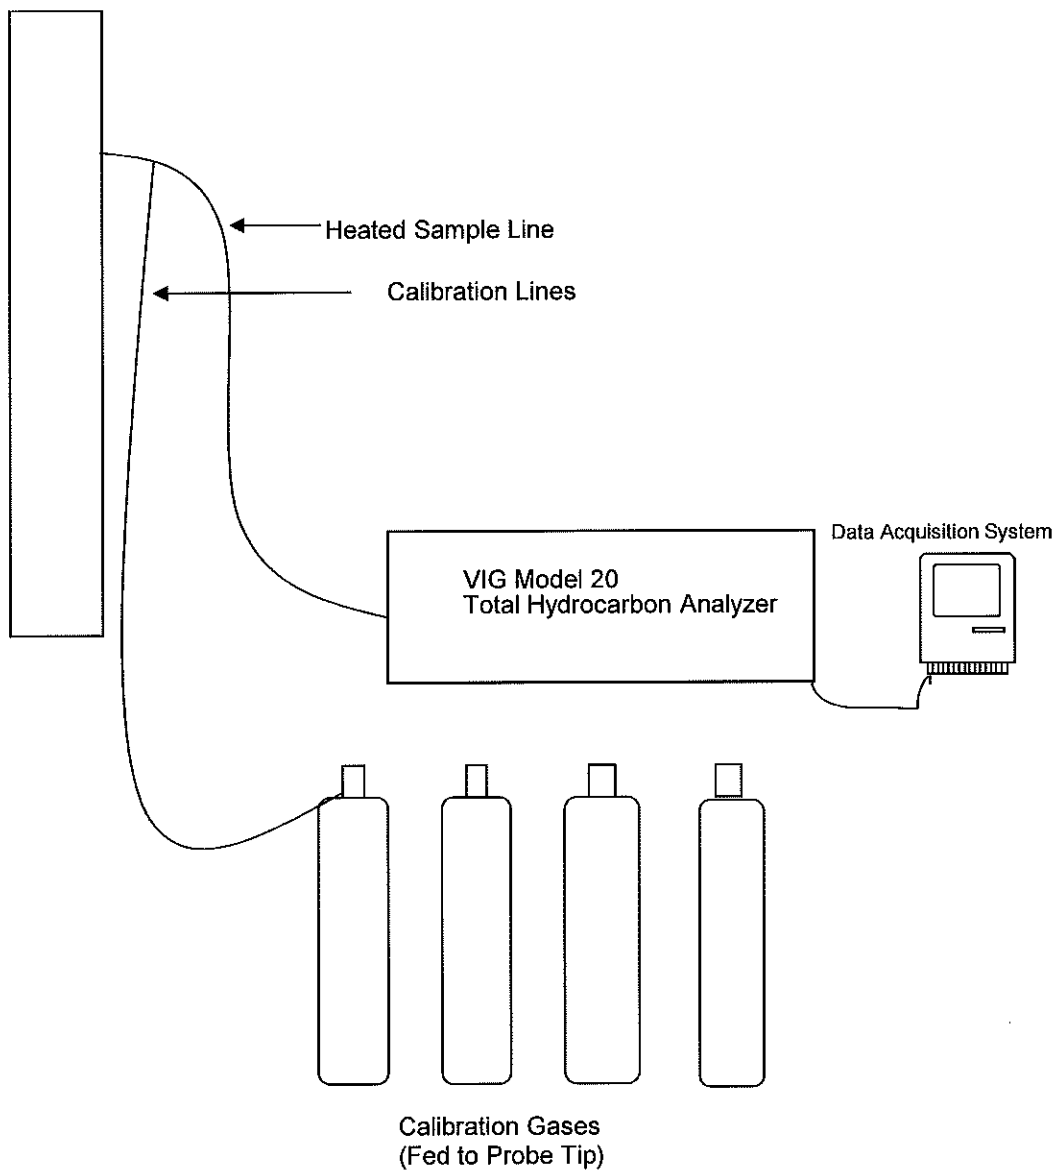 Heated Sample Line
Calibration Lines
Data Acquisition System
VIG Model 20
Total Hydrocarbon Analyzer
Calibration Gases
(Fed to Probe Tip)